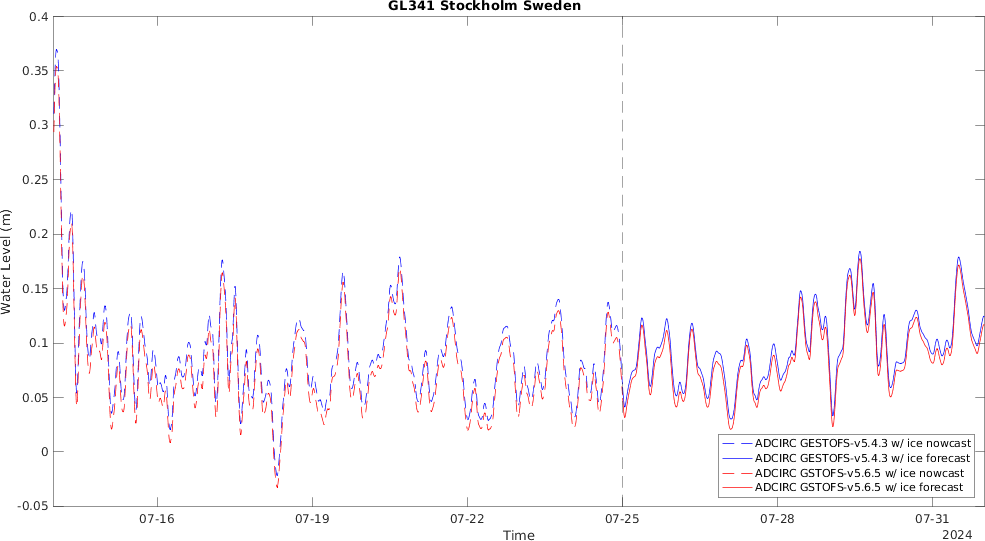 GL341 Stockholm Sweden
0.4
0.35
0.3
0.25
0.2
0.15
0.1
0.05
0
-0.05
Water Level (m)
07-16
07-19
07-22
07-25
07-28
07-31
Time
2024
ADCIRC GESTOFS-v5.4.3 w/ ice nowcast
ADCIRC GESTOFS-v5.4.3 w/ ice forecast
ADCIRC GSTOFS-v5.6.5 w/ ice nowcast
ADCIRC GSTOFS-v5.6.5 w/ ice forecast